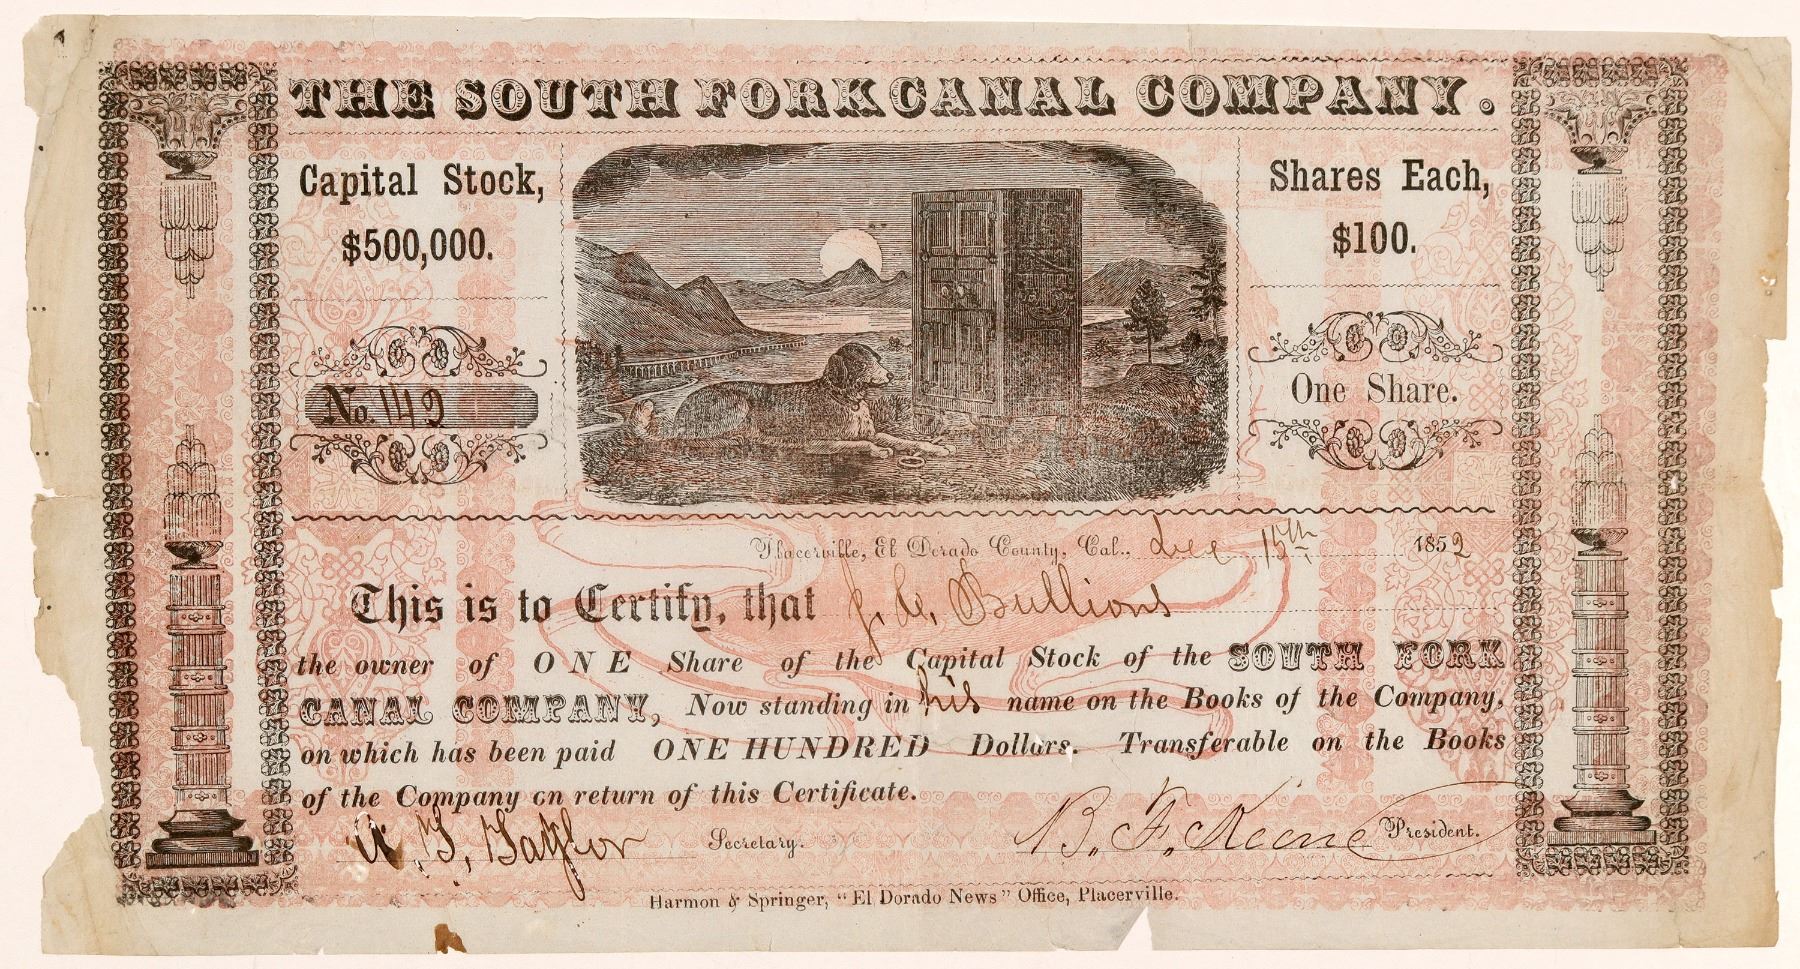 THE SOUTH FORK CANAL COMPANY.
Capital Stock,
$500,000.
Shares Each,
$100.
No. 149
One Share.
Placerville, El Dorado County, Cal., Dec 15th 1852
This is to Certify, that J. C. Bullions
the owner of ONE Share of the Capital Stock of the SOUTH FORK
CANAL COMPANY, Now standing in his name on the Books of the Company,
on which has been paid ONE HUNDRED Dollars. Transferable on the Books
of the Company on return of this Certificate.
A. T. Taylor Secretary. B. F. Keene President.
Harmon & Springer, "El Dorado News" Office, Placerville.